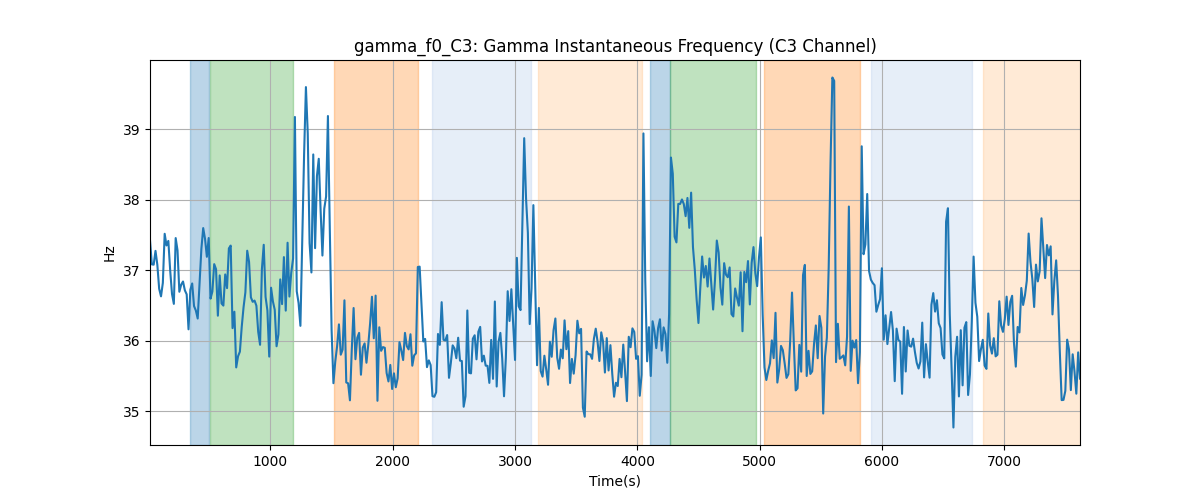 gamma_f0_C3: Gamma Instantaneous Frequency (C3 Channel)
39
38
37
36
35
Hz
1000 2000 3000 4000 5000 6000 7000
Time(s)